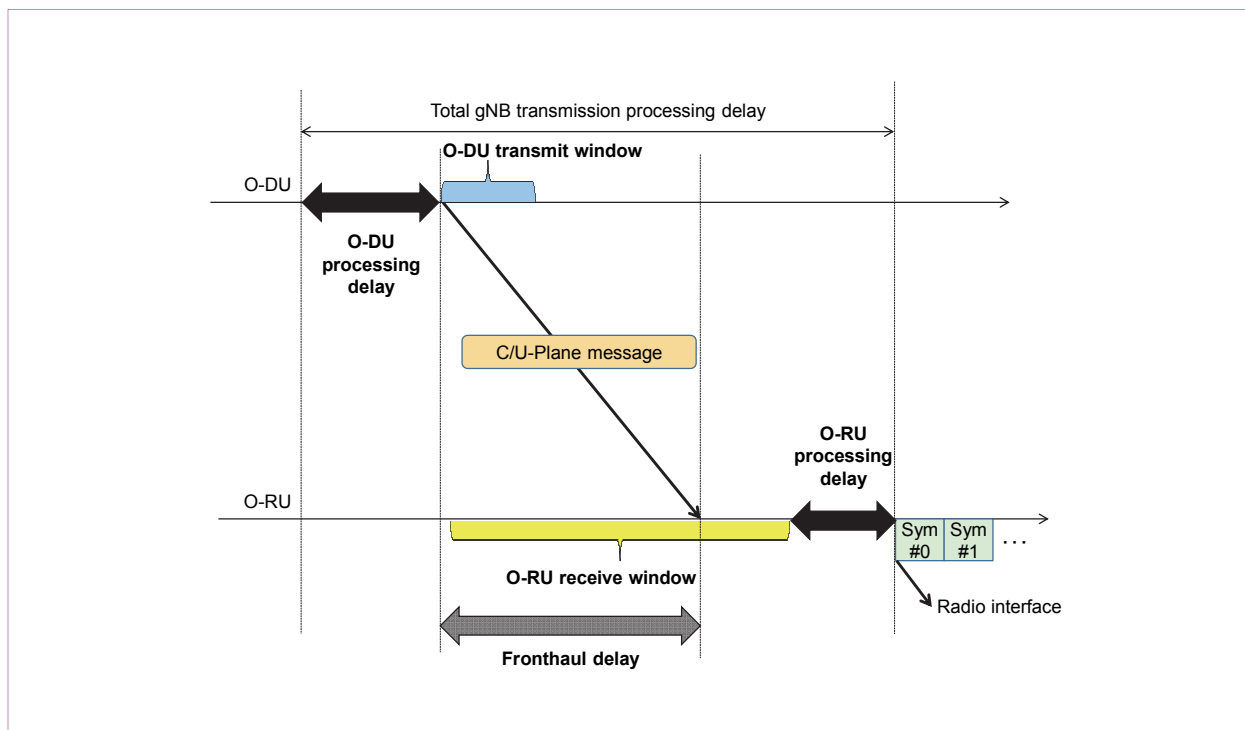 Total gNB transmission processing delay
O-DU transmit window
O-DU
O-DU
processing
delay
C/U-Plane message
O-RU
processing
delay
O-RU
Sym
#0
Sym
#1
...
O-RU receive window
Radio interface
Fronthaul delay